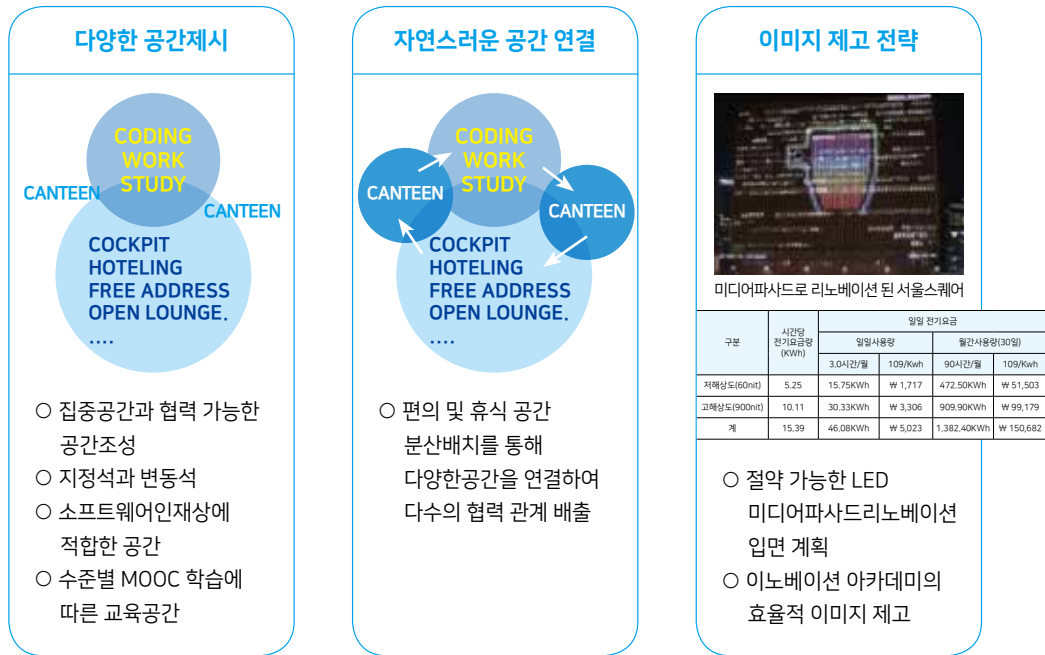 다양한 공간제시
CODING
WORK
STUDY
CANTEEN
CANTEEN
COCKPIT
HOTELING
FREE ADDRESS
OPEN LOUNGE.
....
○ 집중공간과 협력 가능한
공간조성
○ 지정석과 변동석
○ 소프트웨어인재상에
적합한 공간
○ 수준별 MOOC 학습에
따른 교육공간
자연스러운 공간 연결
CODING
WORK
STUDY
CANTEEN
CANTEEN
COCKPIT
HOTELING
FREE ADDRESS
OPEN LOUNGE.
....
○ 편의 및 휴식 공간
분산배치를 통해
다양한공간을 연결하여
다수의 협력 관계 배출
이미지 제고 전략
미디어파사드로 리노베이션 된 서울스퀘어
구분 시간당 전기요금량 (KWh) 일일 전기요금
일일사용량 월간사용량(30일)
3.0시간/월 109/Kwh 90시간/월 109/Kwh
저해상도(60nit) 5.25 15.75KWh ₩ 1,717 472.50KWh ₩ 51,503
고해상도(900nit) 10.11 30.33KWh ₩ 3,306 909.90KWh ₩ 99,179
계 15.39 46.08KWh ₩ 5,023 1,382.40KWh ₩ 150,682
○ 절약 가능한 LED
미디어파사드리노베이션
입면 계획
○ 이노베이션 아카데미의
효율적 이미지 제고